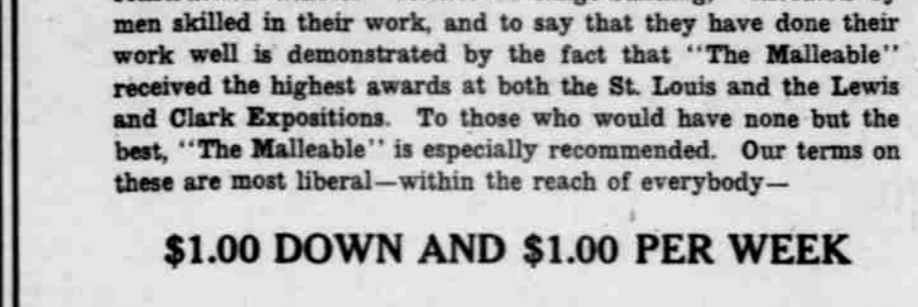 men skilled in their work, and to say that they have done their
work well is demonstrated by the fact that "The Malleable"
received the highest awards at both the St. Louis and the Lewis
and Clark Expositions. To those who would have none but the
best, "The Malleable" is especially recommended. Our terms on
these are most liberal—within the reach of everybody—
$1.00 DOWN AND $1.00 PER WEEK